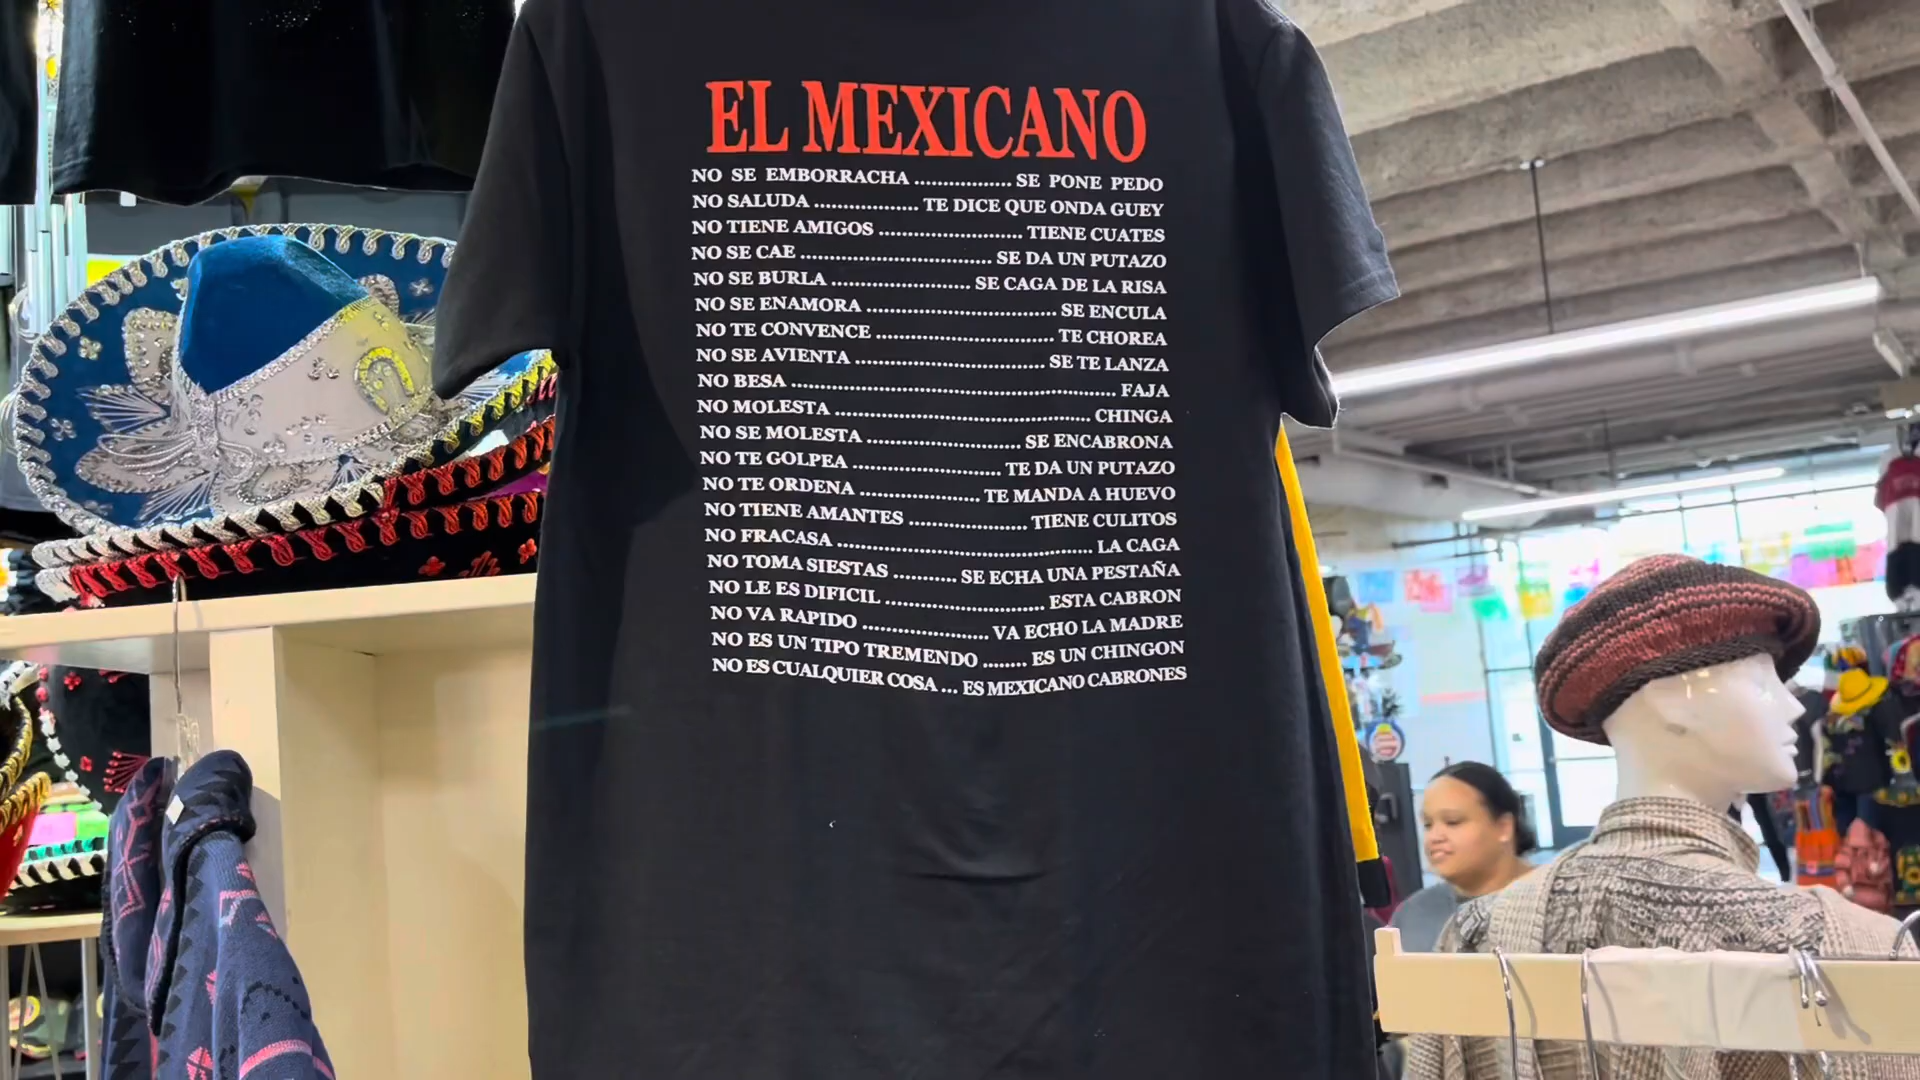 EL MEXICANO
NO SE EMBORRACHA ................. SE PONE PEDO
NO SALUDA .................. TE DICE QUE ONDA GUEY
NO TIENE AMIGOS ......................... TIENE CUATES
NO SE CAE .................................. SE DA UN PUTAZO
NO SE BURLA ........................ SE CAGA DE LA RISA
NO SE ENAMORA .................................. SE ENCULA
NO TE CONVENCE ................................ TE CHOREA
NO SE AVIENTA .................................. SE TE LANZA
NO BESA .......................................................... FAJA
NO MOLESTA .............................................. CHINGA
NO SE MOLESTA ........................... SE ENCABRONA
NO TE GOLPEA .......................... TE DA UN PUTAZO
NO TE ORDENA ..................... TE MANDA A HUEVO
NO TIENE AMANTES ..................... TIENE CULITOS
NO FRACASA .............................................. LA CAGA
NO TOMA SIESTAS ........... SE ECHA UNA PESTAÑA
NO LE ES DIFICIL ............................ ESTA CABRON
NO VA RAPIDO ...................... VA ECHO LA MADRE
NO ES UN TIPO TREMENDO ........ ES UN CHINGON
NO ES CUALQUIER COSA ... ES MEXICANO CABRONES